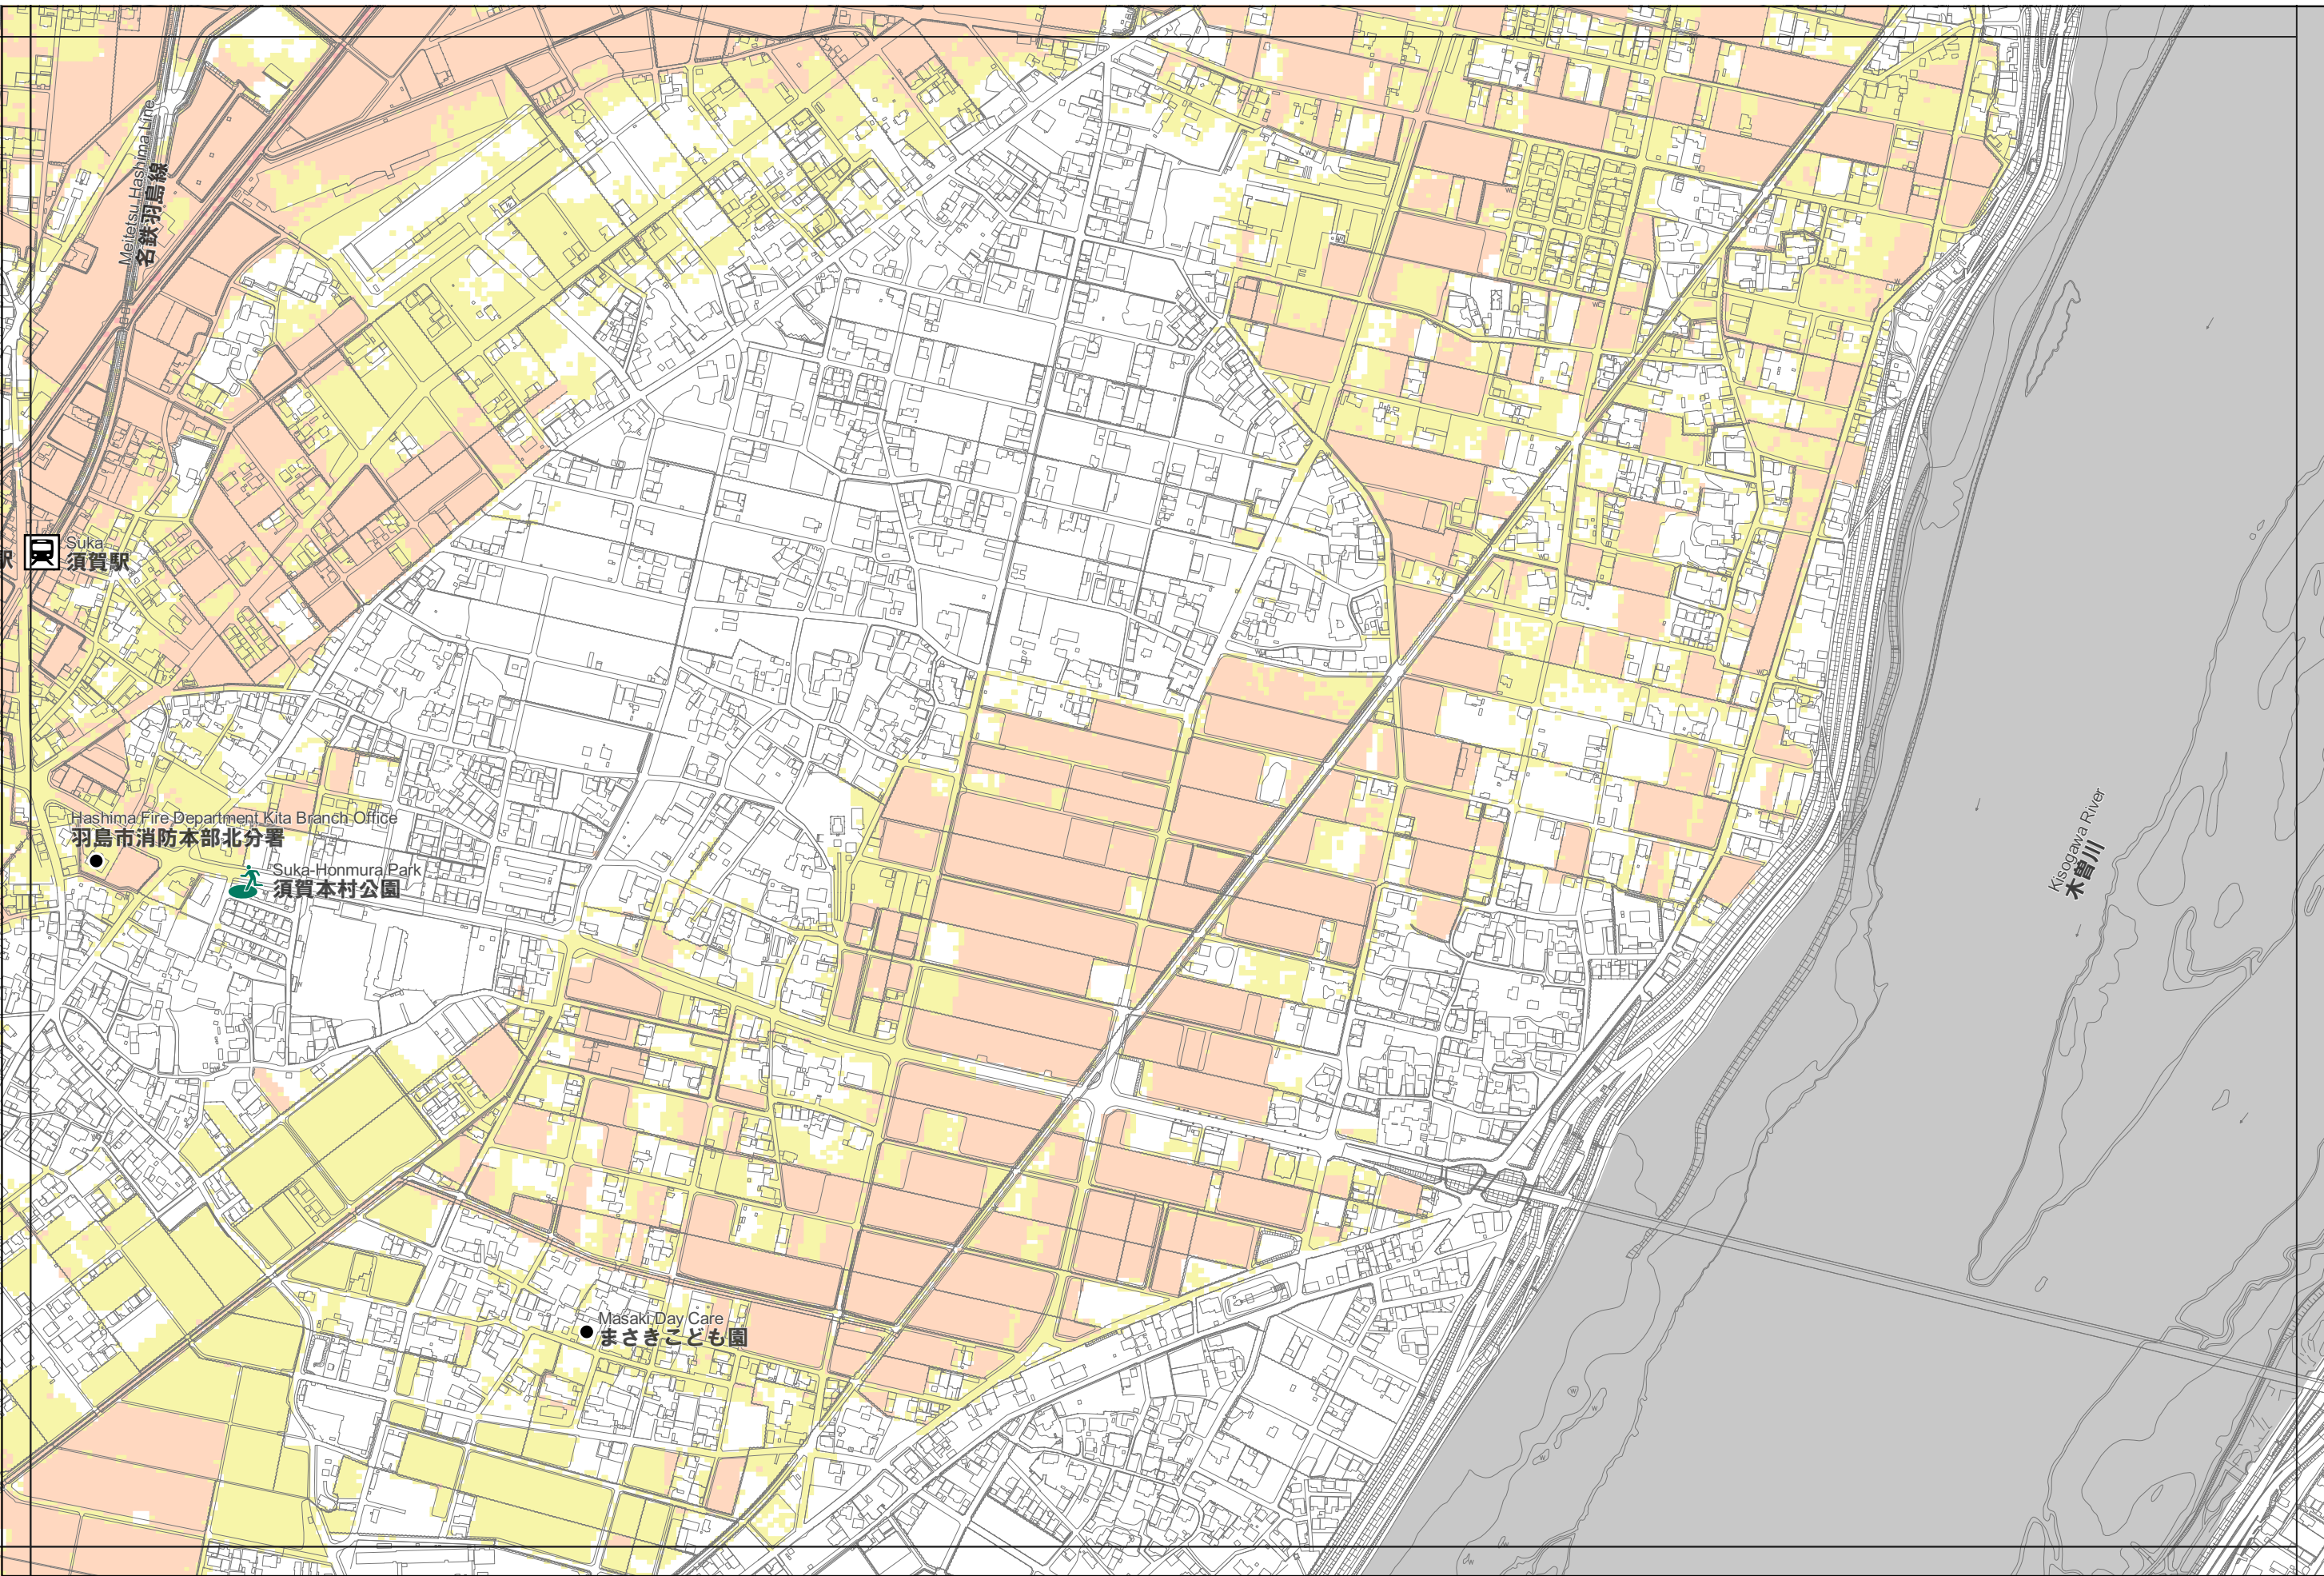 Meitetsu Hashima Line
名鉄羽島線
駅
Suka
須賀駅
Hashima Fire Department Kita Branch Office
羽島市消防本部北分署
Suka-Honmura Park
須賀本村公園
Kisogawa River
木曽川
Masaki Day Care
まさきこども園